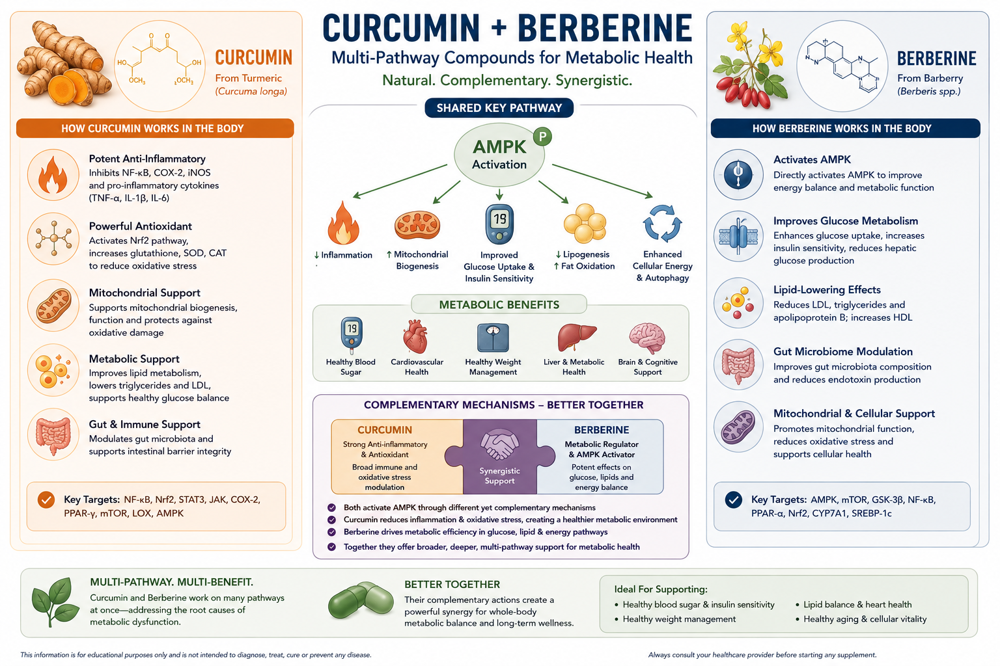 CURCUMIN + BERBERINE
Multi-Pathway Compounds for Metabolic Health
Natural. Complementary. Synergistic.
HO
O
O
OH
OCH₃
CURCUMIN
From Turmeric
(Curcuma longa)
HOW CURCUMIN WORKS IN THE BODY
Potent Anti-Inflammatory
Inhibits NF-κB, COX-2, iNOS
and pro-inflammatory cytokines
(TNF-α, IL-1β, IL-6)
Powerful Antioxidant
Activates Nrf2 pathway,
increases glutathione, SOD, CAT
to reduce oxidative stress
Mitochondrial Support
Supports mitochondrial biogenesis,
function and protects against
oxidative damage
Metabolic Support
Improves lipid metabolism,
lowers triglycerides and LDL,
supports healthy glucose balance
Gut & Immune Support
Modulates gut microbiota and
supports intestinal barrier integrity
Key Targets: NF-κB, Nrf2, STAT3, JAK, COX-2,
PPAR-γ, mTOR, LOX, AMPK
SHARED KEY PATHWAY
AMPK
Activation
P
↓ Inflammation
↑ Mitochondrial
Biogenesis
19
Improved
Glucose Uptake &
Insulin Sensitivity
↓ Lipogenesis
↑ Fat Oxidation
Enhanced
Cellular Energy
& Autophagy
METABOLIC BENEFITS
19
Healthy Blood
Sugar
Cardiovascular
Health
Healthy Weight
Management
Liver & Metabolic
Health
Brain & Cognitive
Support
COMPLEMENTARY MECHANISMS – BETTER TOGETHER
CURCUMIN
Strong Anti-inflammatory
& Antioxidant
Broad immune and
oxidative stress
modulation
Synergistic
Support
BERBERINE
Metabolic Regulator
& AMPK Activator
Potent effects on
glucose, lipids and
energy balance
Both activate AMPK through different yet complementary mechanisms
Curcumin reduces inflammation & oxidative stress, creating a healthier metabolic environment
Berberine drives metabolic efficiency in glucose, lipid & energy pathways
Together they offer broader, deeper, multi-pathway support for metabolic health
BERBERINE
From Barberry
(Berberis spp.)
HOW BERBERINE WORKS IN THE BODY
Activates AMPK
Directly activates AMPK to improve
energy balance and metabolic function
Improves Glucose Metabolism
Enhances glucose uptake, increases
insulin sensitivity, reduces hepatic
glucose production
Lipid-Lowering Effects
Reduces LDL, triglycerides and
apolipoprotein B; increases HDL
Gut Microbiome Modulation
Improves gut microbiota composition
and reduces endotoxin production
Mitochondrial & Cellular Support
Promotes mitochondrial function,
reduces oxidative stress and
supports cellular health
Key Targets: AMPK, mTOR, GSK-3β, NF-κB,
PPAR-α, Nrf2, CYP7A1, SREBP-1c
MULTI-PATHWAY. MULTI-BENEFIT.
Curcumin and Berberine work on many pathways
at once—addressing the root causes of
metabolic dysfunction.
BETTER TOGETHER
Their complementary actions create a
powerful synergy for whole-body
metabolic balance and long-term wellness.
Ideal For Supporting:
• Healthy blood sugar & insulin sensitivity
• Healthy weight management
• Lipid balance & heart health
• Healthy aging & cellular vitality
This information is for educational purposes only and is not intended to diagnose, treat, cure or prevent any disease.
Always consult your healthcare provider before starting any supplement.